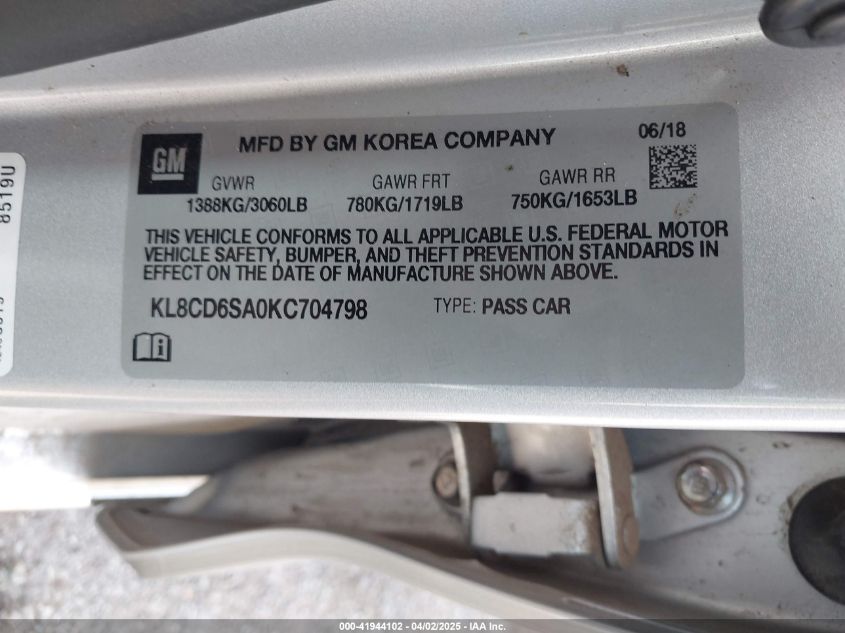 8519U
GM
MFD BY GM KOREA COMPANY
06/18
GVWR GAWR FRT GAWR RR
1388KG/3060LB 780KG/1719LB 750KG/1653LB
THIS VEHICLE CONFORMS TO ALL APPLICABLE U.S. FEDERAL MOTOR
VEHICLE SAFETY, BUMPER, AND THEFT PREVENTION STANDARDS IN
EFFECT ON THE DATE OF MANUFACTURE SHOWN ABOVE.
KL8CD6SA0KC704798 TYPE: PASS CAR
000-41944102 - 04/02/2025 - IAA Inc.